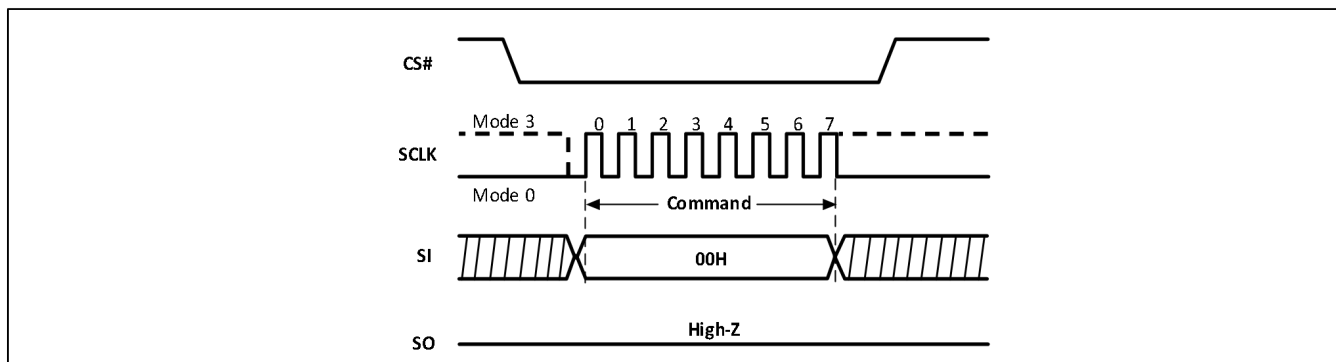 CS#
Mode 3
0 1 2 3 4 5 6 7
SCLK
Mode 0
Command
SI
00H
High-Z
SO